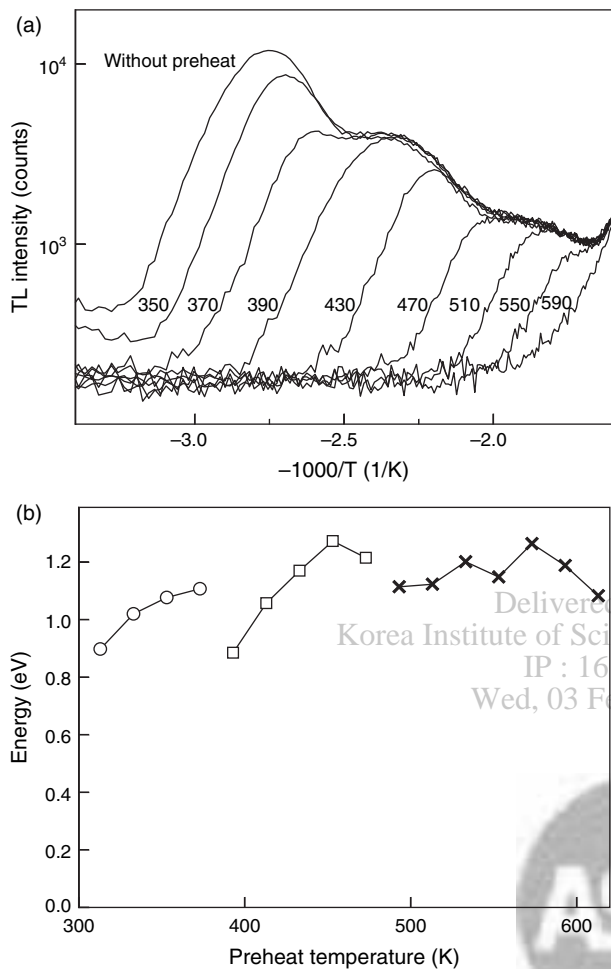 (a)
Without preheat
10⁴
10³
TL intensity (counts)
350 370 390 430 470 510 550 590
−3.0 −2.5 −2.0
−1000/T (1/K)
(b)
1.2
1.0
0.8
0.6
0.4
0.2
0.0
Energy (eV)
300 400 500 600
Preheat temperature (K)
Delivered
Korea Institute of Sci
IP : 16
Wed, 03 Fe